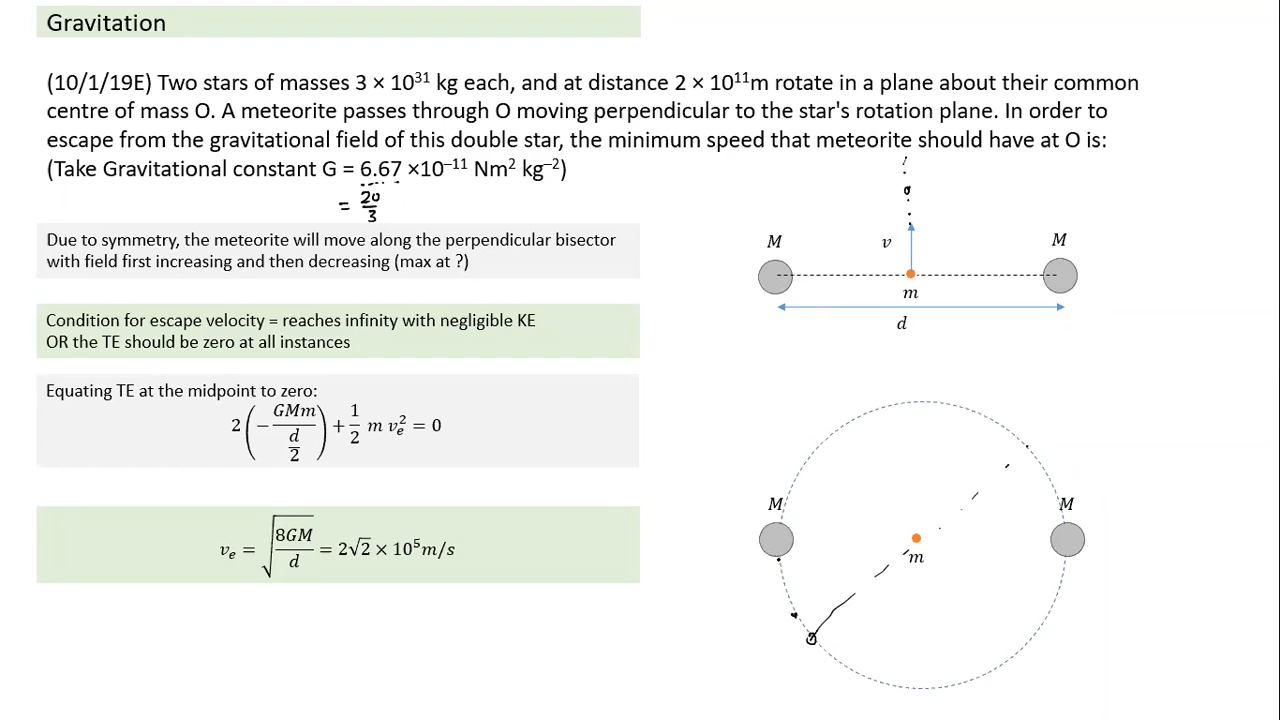 Gravitation
(10/1/19E) Two stars of masses 3 × 10³¹ kg each, and at distance 2 × 10¹¹m rotate in a plane about their common
centre of mass O. A meteorite passes through O moving perpendicular to the star's rotation plane. In order to
escape from the gravitational field of this double star, the minimum speed that meteorite should have at O is:
(Take Gravitational constant G = 6.67 ×10⁻¹¹ Nm² kg⁻²)
= 20/3
Due to symmetry, the meteorite will move along the perpendicular bisector
with field first increasing and then decreasing (max at ?)
Condition for escape velocity = reaches infinity with negligible KE
OR the TE should be zero at all instances
Equating TE at the midpoint to zero:
2(−GMm/(d/2)) + 1/2 m vₑ² = 0
vₑ = √(8GM/d) = 2√2 × 10⁵m/s
M
v
M
m
d
M
M
m